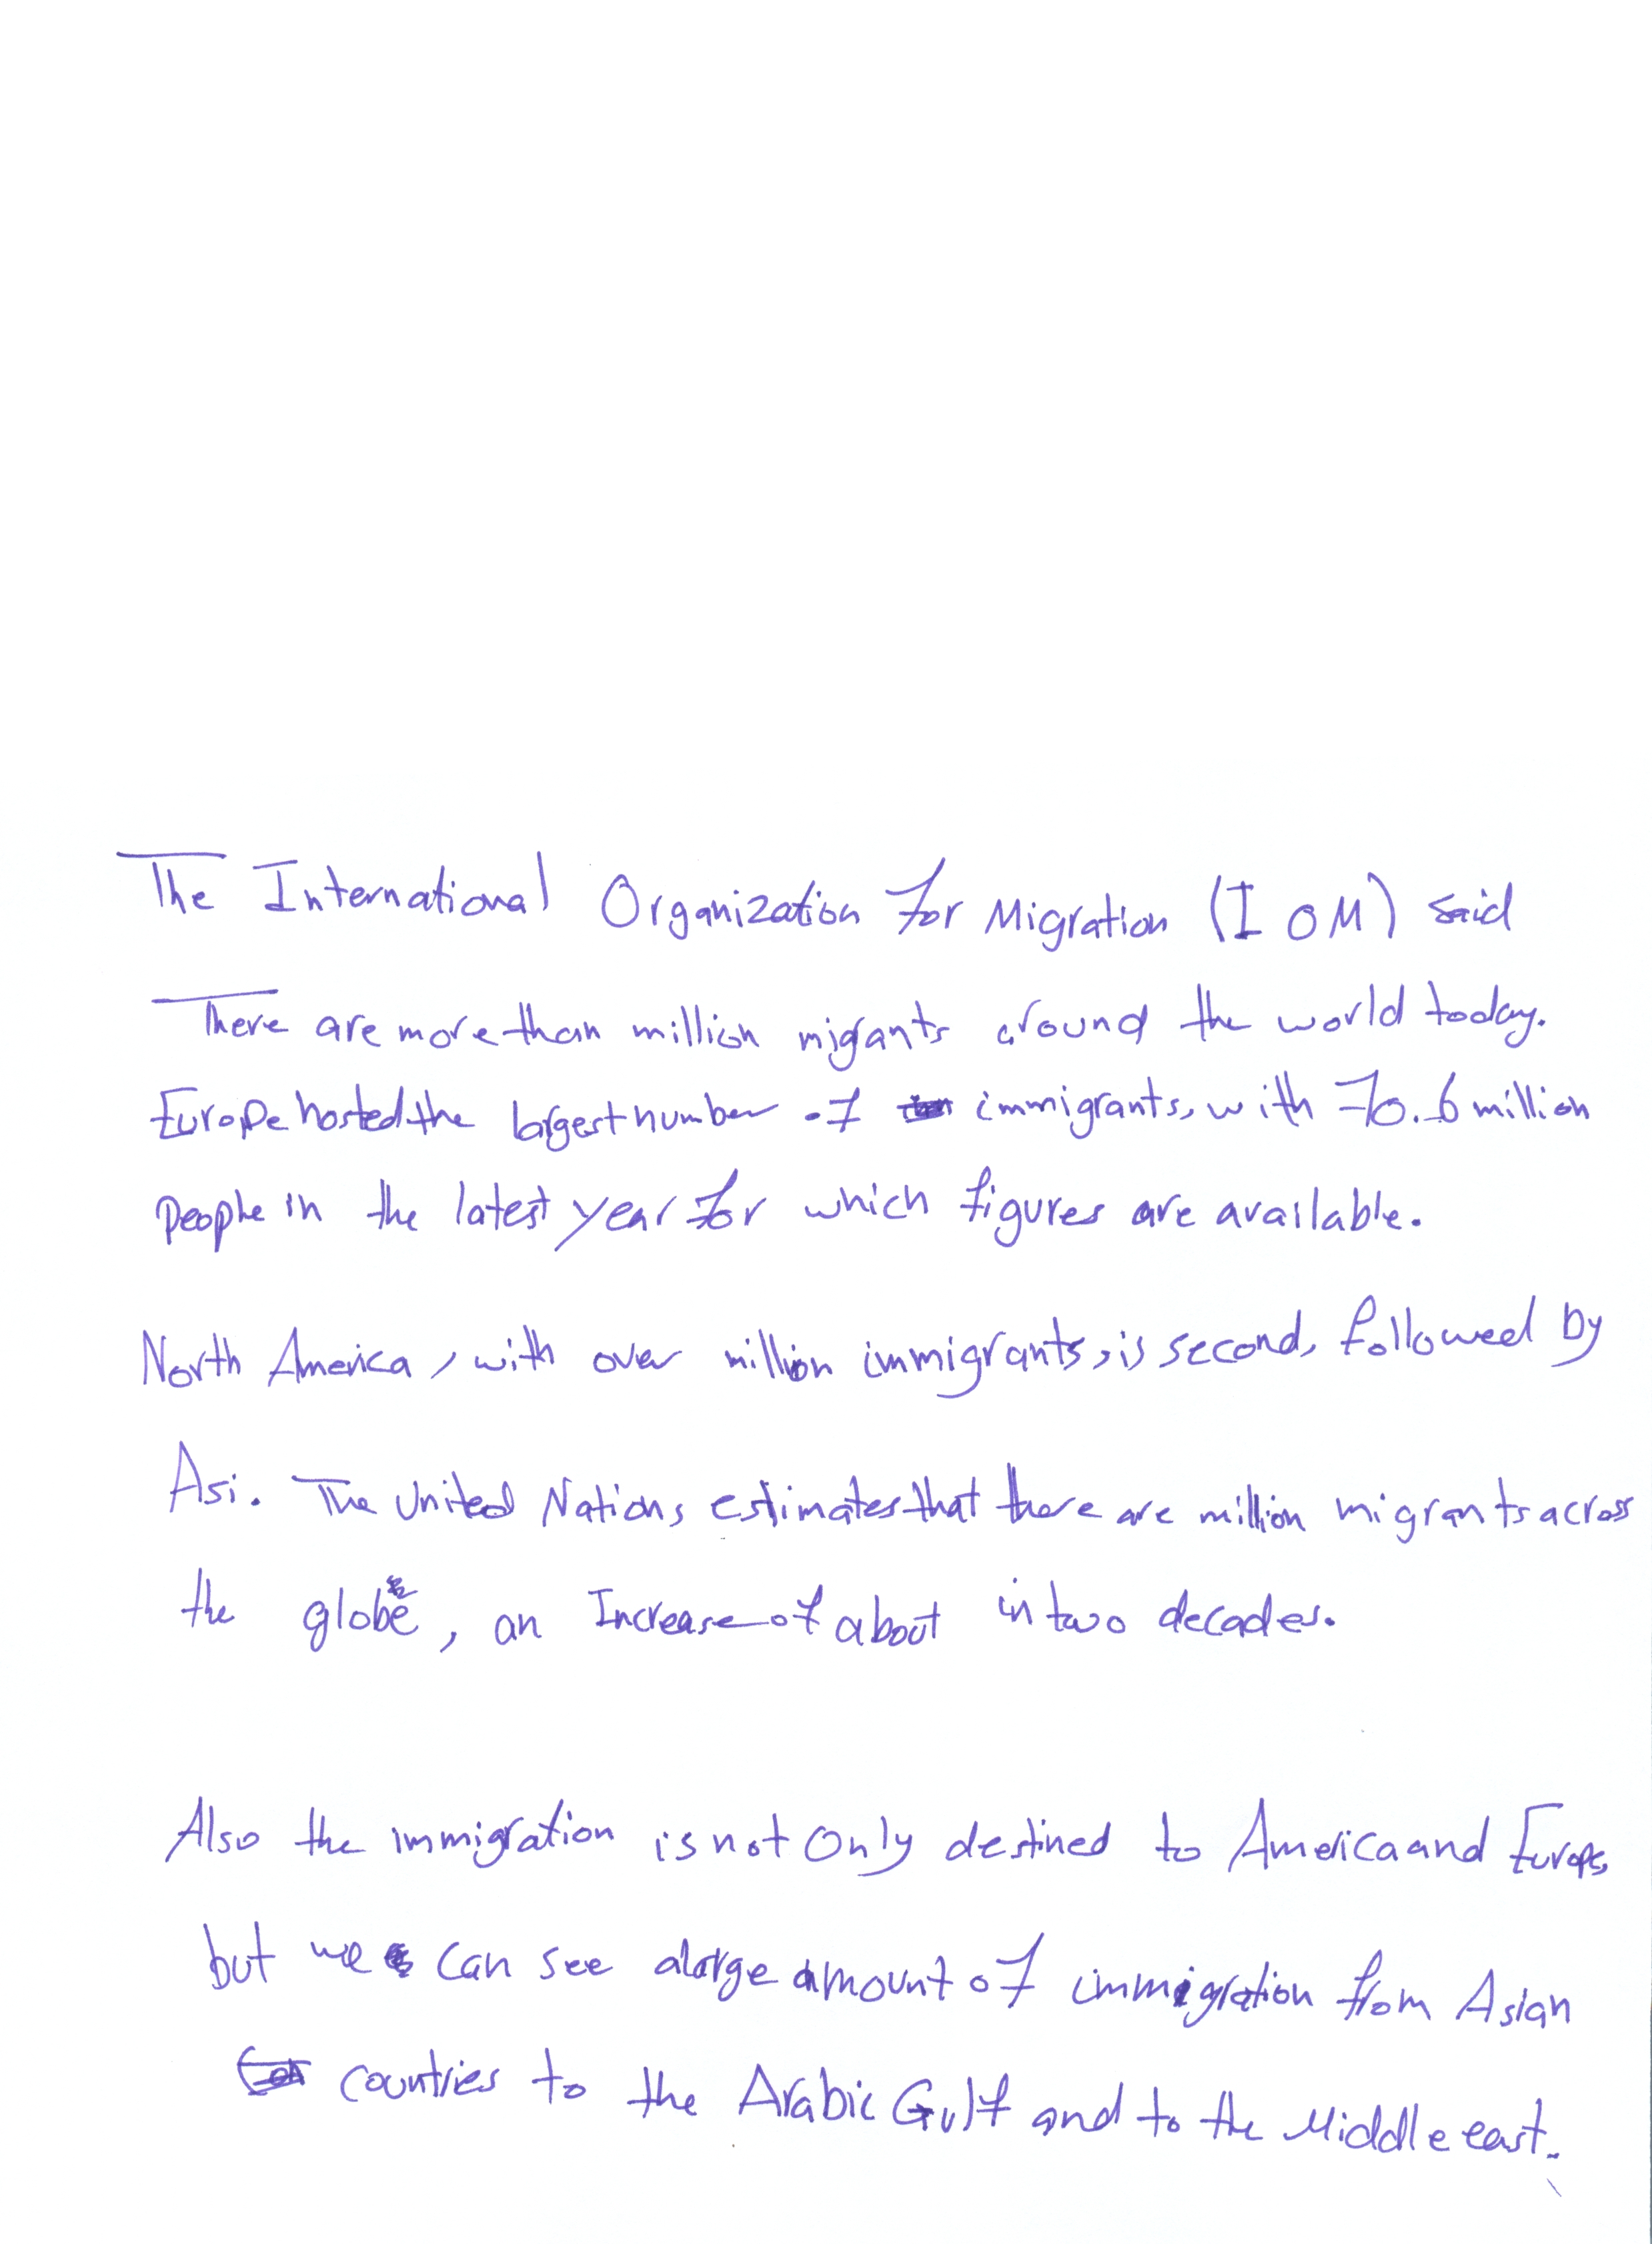 The International Organization for Migration (IOM) said
There are more than million migants around the world today.
Europe hosted the largest number of immigrants, with 70.6 million
people in the latest year for which figures are available.
North America, with over million immigrants, is second, followed by
Asi. The United Nations estimates that there are million migrants across
the globe, an Increase of about in two decades.
Also the immigration is not Only destined to America and Europe,
but we can see a large amount of immigration from Asian
countries to the Arabic Gulf and to the Middle east.